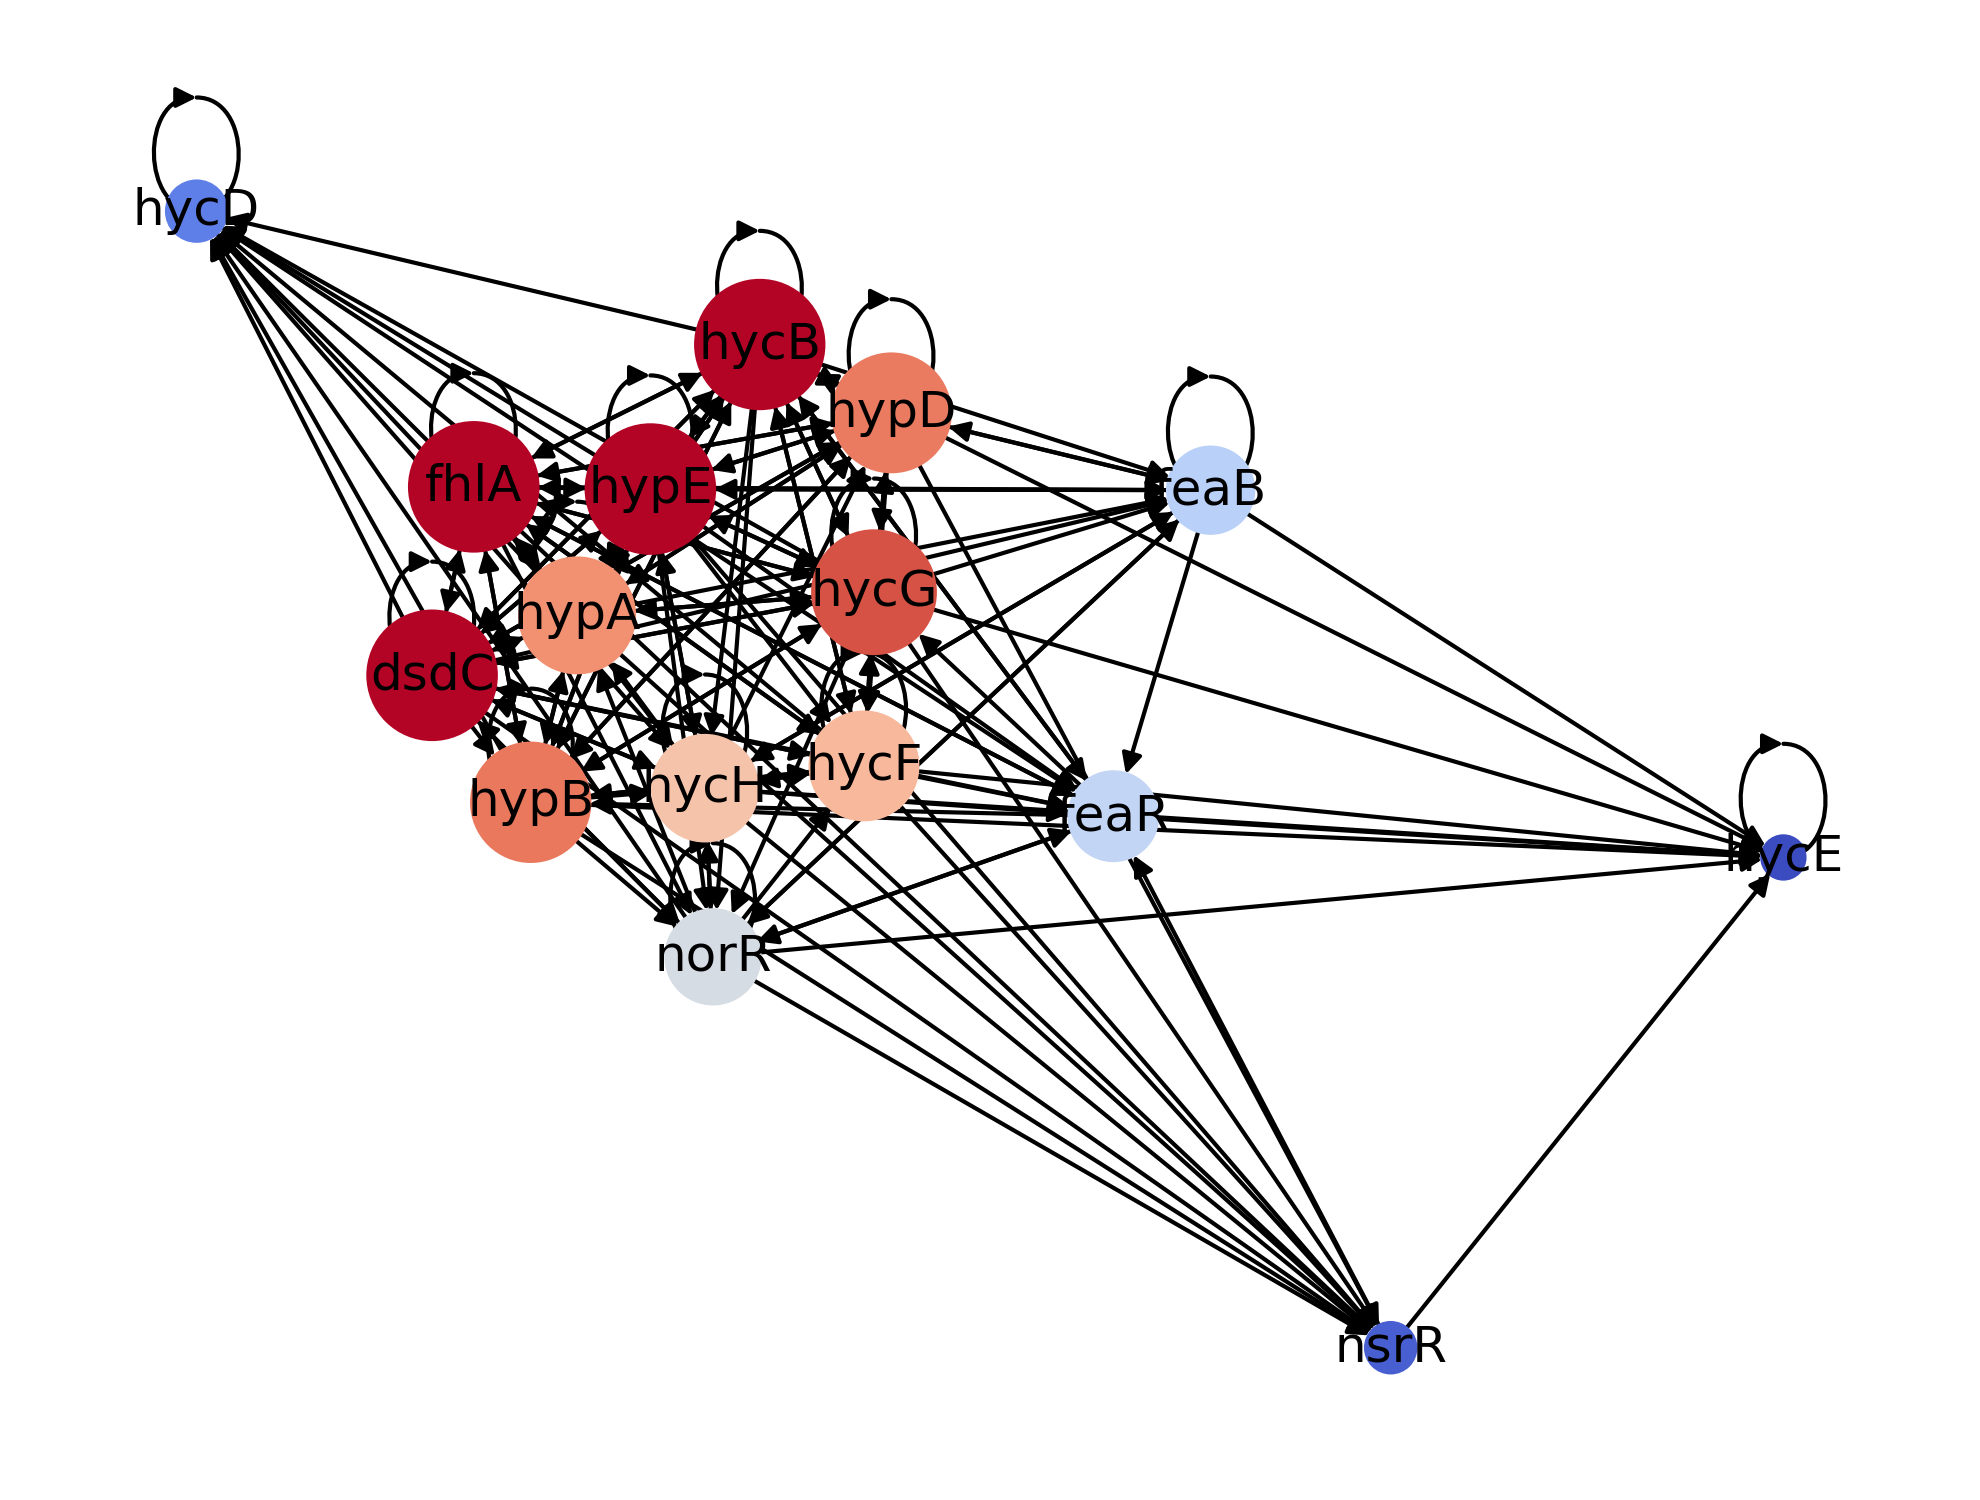 hycD
hycB
hypD
fhlA
hypE
feaB
hycG
hypA
dsdC
hycF
hycH
hypB
feaR
hycE
norR
nsrR